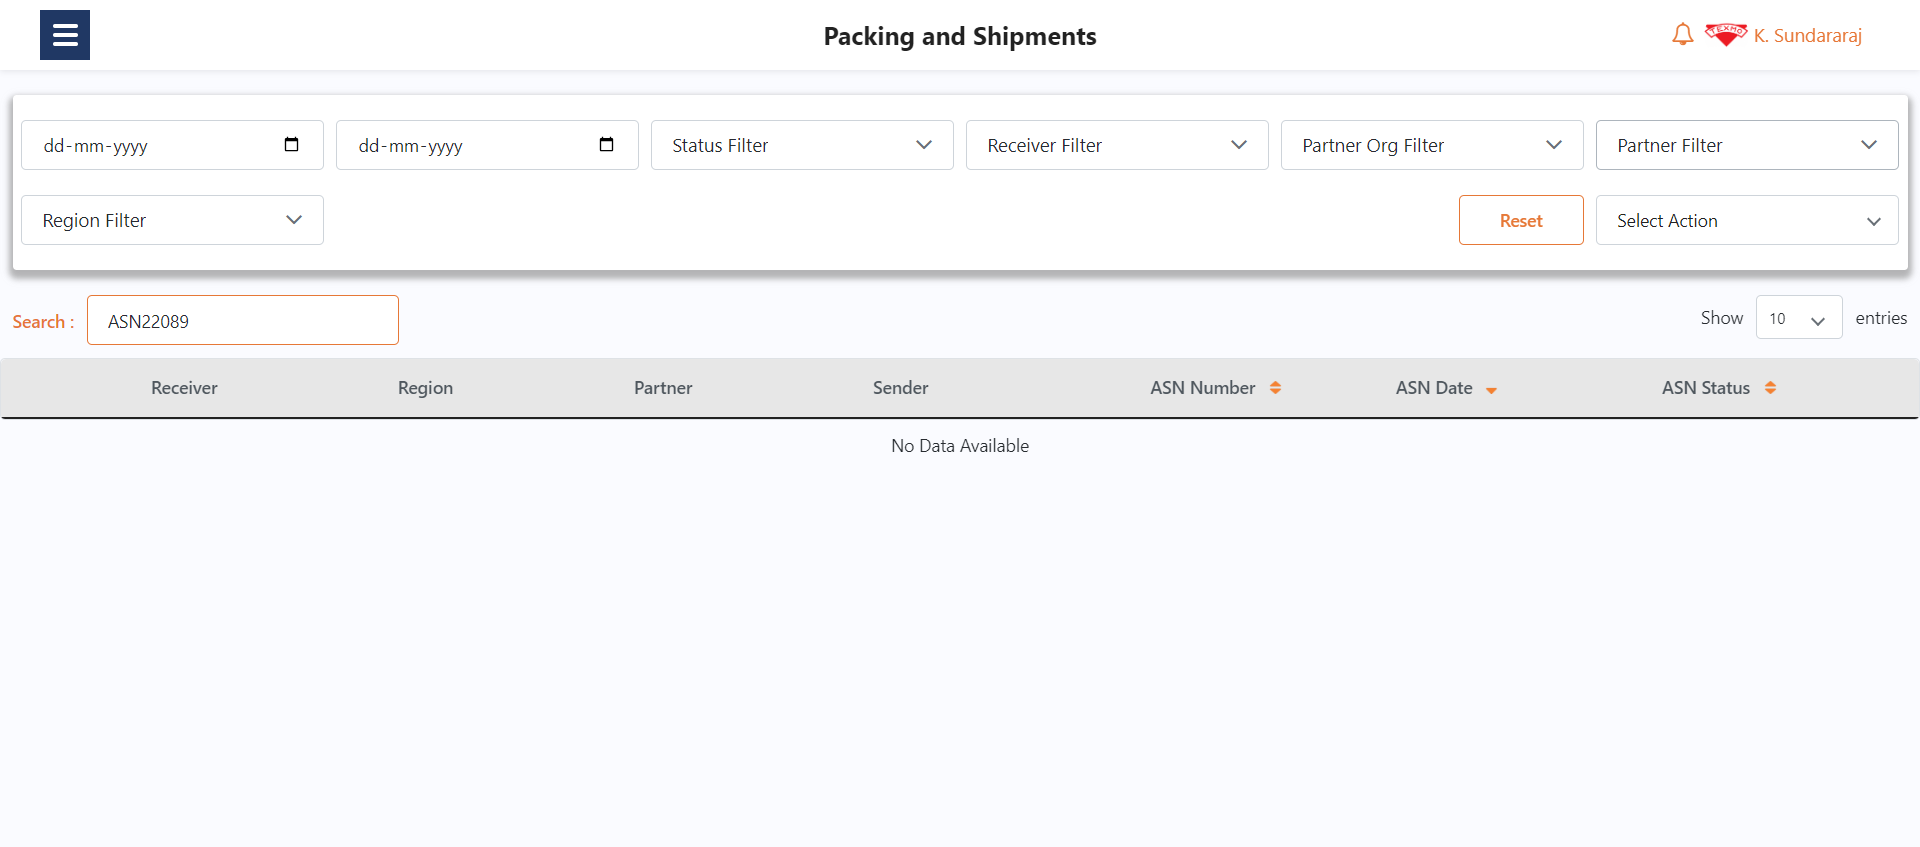 Packing and Shipments
TEXMO
K. Sundararaj
dd-mm-yyyy
dd-mm-yyyy
Status Filter
Receiver Filter
Partner Org Filter
Partner Filter
Region Filter
Reset
Select Action
Search :
ASN22089
Show
10
entries
Receiver
Region
Partner
Sender
ASN Number
ASN Date
ASN Status
No Data Available